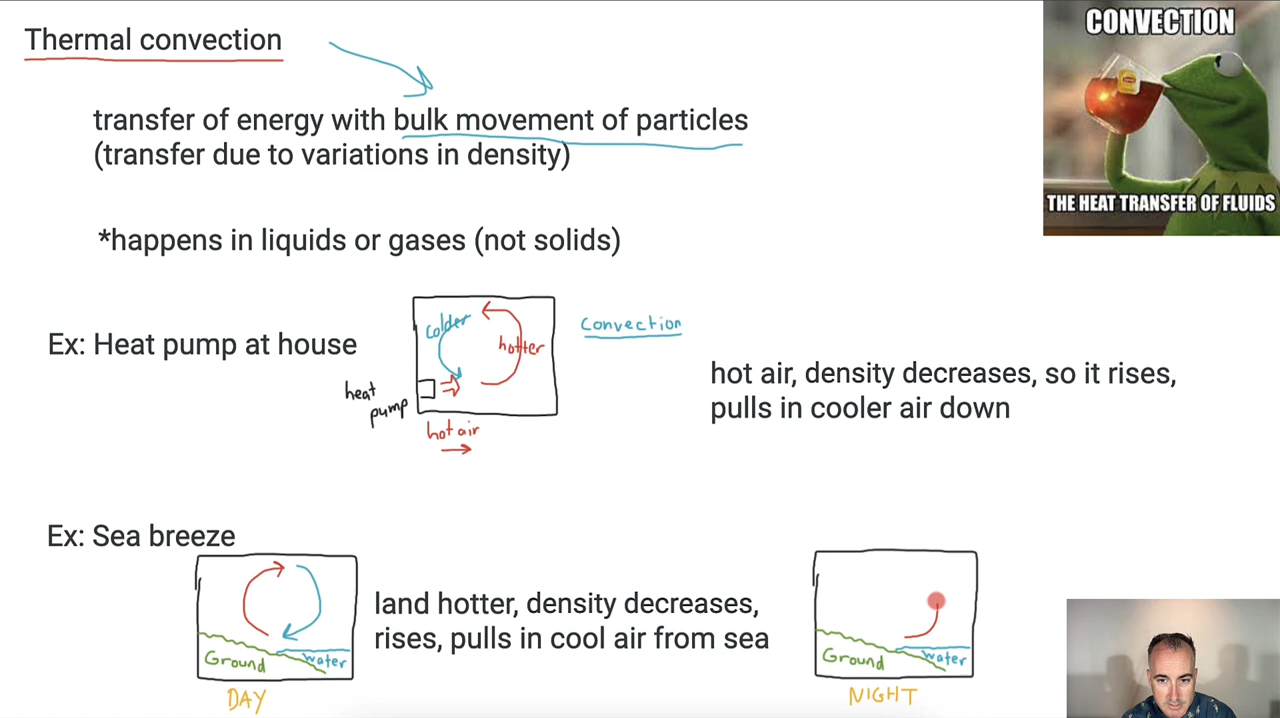 Thermal convection
CONVECTION
transfer of energy with bulk movement of particles
(transfer due to variations in density)
THE HEAT TRANSFER OF FLUIDS
*happens in liquids or gases (not solids)
Ex: Heat pump at house
colder
hotter
heat
pump
hot air
Convection
hot air, density decreases, so it rises,
pulls in cooler air down
Ex: Sea breeze
Ground
water
DAY
land hotter, density decreases,
rises, pulls in cool air from sea
Ground
water
NIGHT